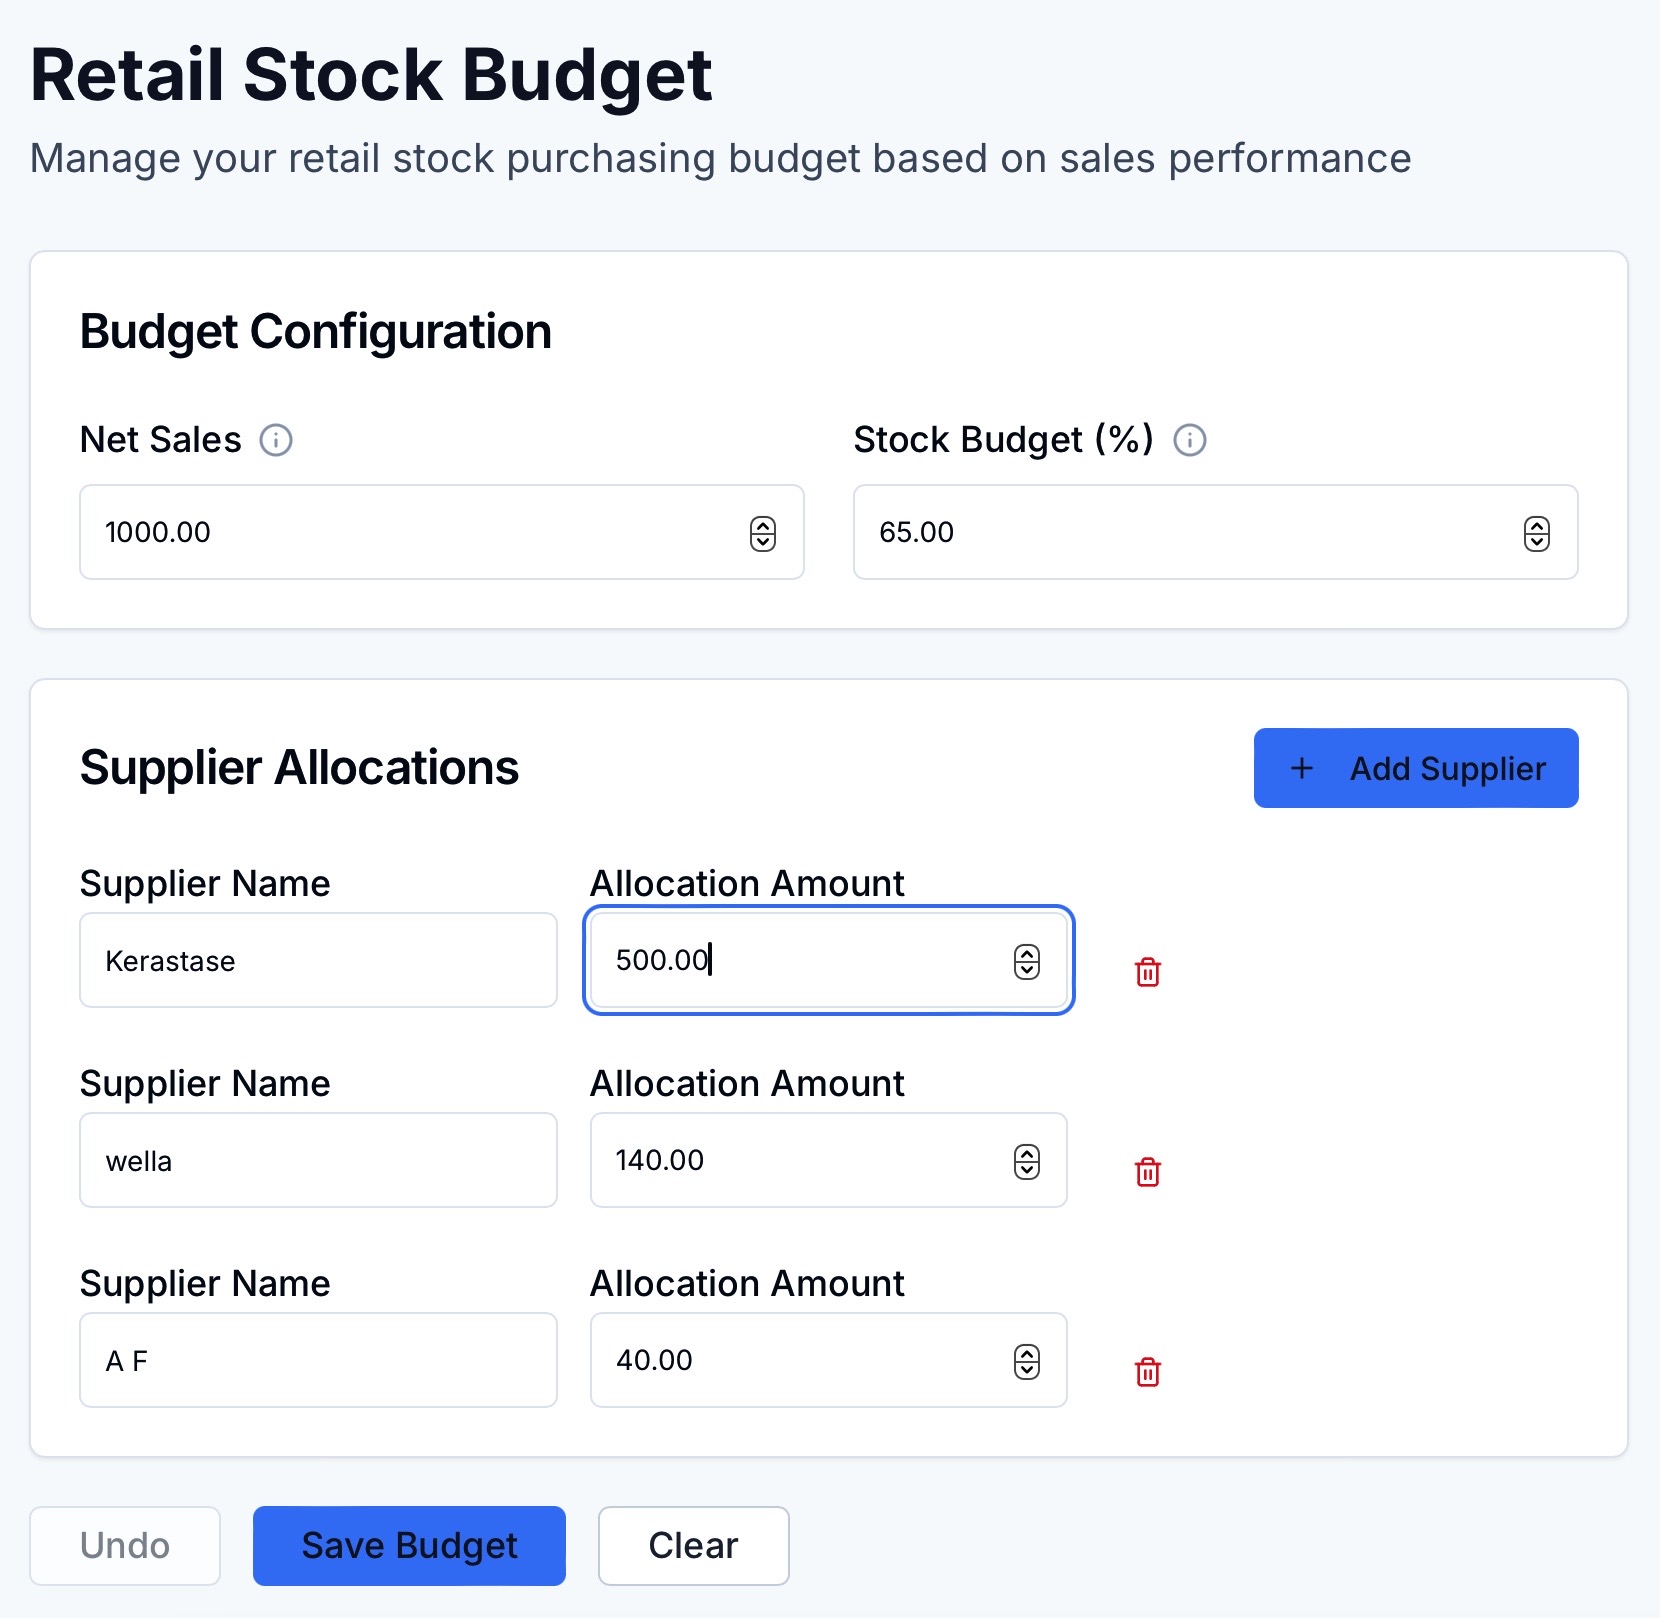 Retail Stock Budget
Manage your retail stock purchasing budget based on sales performance
Budget Configuration
Net Sales
Stock Budget (%)
1000.00
65.00
Supplier Allocations
+ Add Supplier
Supplier Name
Allocation Amount
Kerastase
500.00
Supplier Name
Allocation Amount
wella
140.00
Supplier Name
Allocation Amount
A F
40.00
Undo
Save Budget
Clear